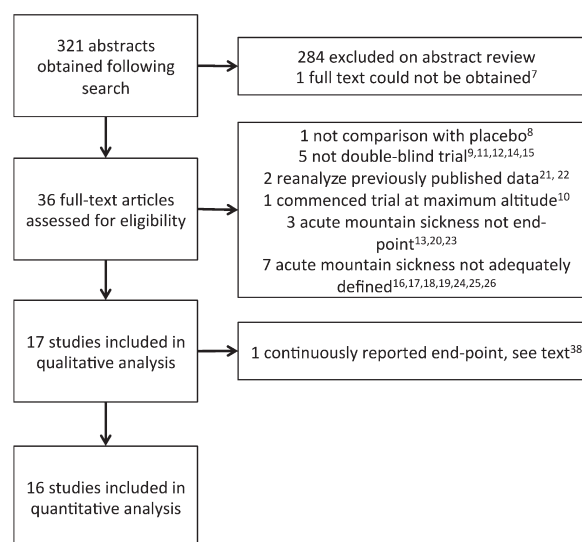 321 abstracts
obtained following
search
284 excluded on abstract review
1 full text could not be obtained⁷
36 full-text articles
assessed for eligibility
1 not comparison with placebo⁸
5 not double-blind trial⁹,¹¹,¹²,¹⁴,¹⁵
2 reanalyze previously published data²¹, ²²
1 commenced trial at maximum altitude¹⁰
3 acute mountain sickness not end-
point¹³,²⁰,²³
7 acute mountain sickness not adequately
defined¹⁶,¹⁷,¹⁸,¹⁹,²⁴,²⁵,²⁶
17 studies included in
qualitative analysis
1 continuously reported end-point, see text³⁸
16 studies included in
quantitative analysis